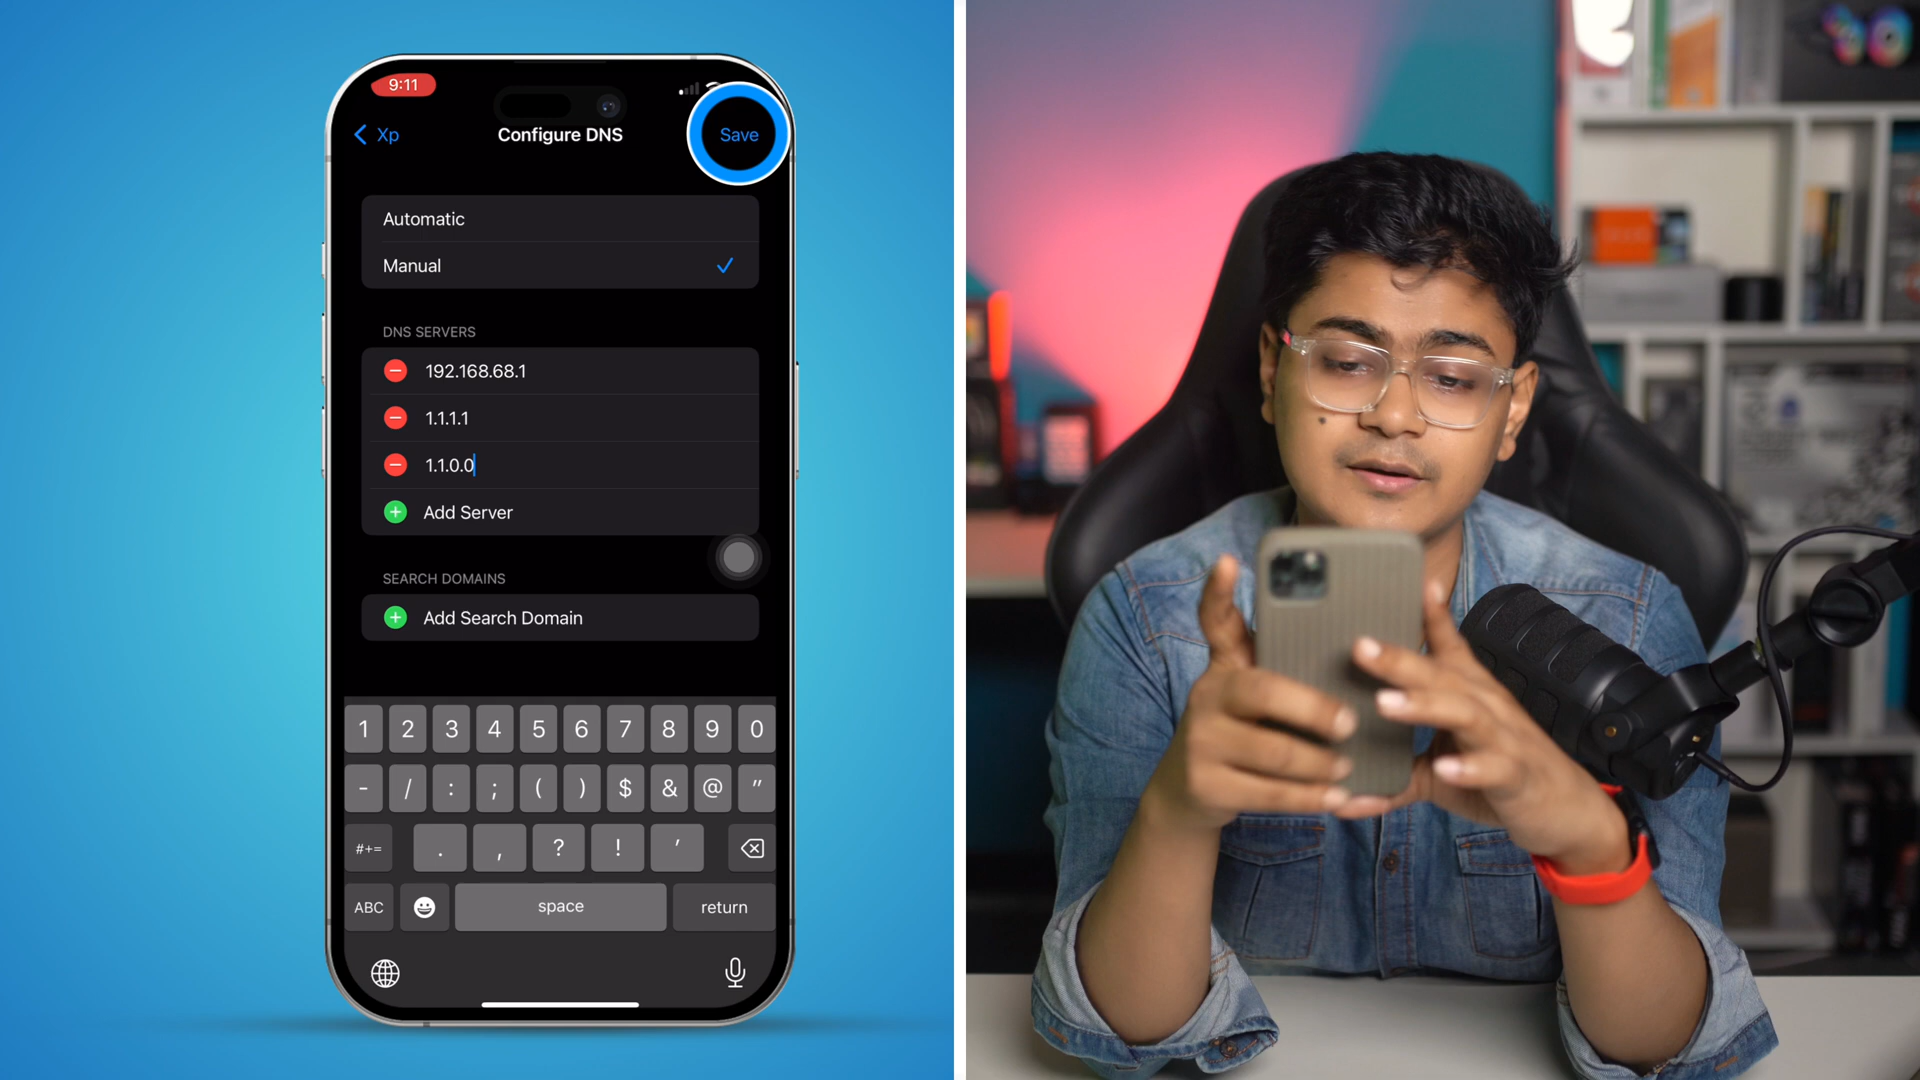 9:11
Xp
Configure DNS
Save
Automatic
Manual
DNS SERVERS
192.168.68.1
1.1.1.1
1.1.0.0
Add Server
SEARCH DOMAINS
Add Search Domain
1 2 3 4 5 6 7 8 9 0
- / : ; ( ) $ & @ "
#+= . , ? ! '
ABC space return